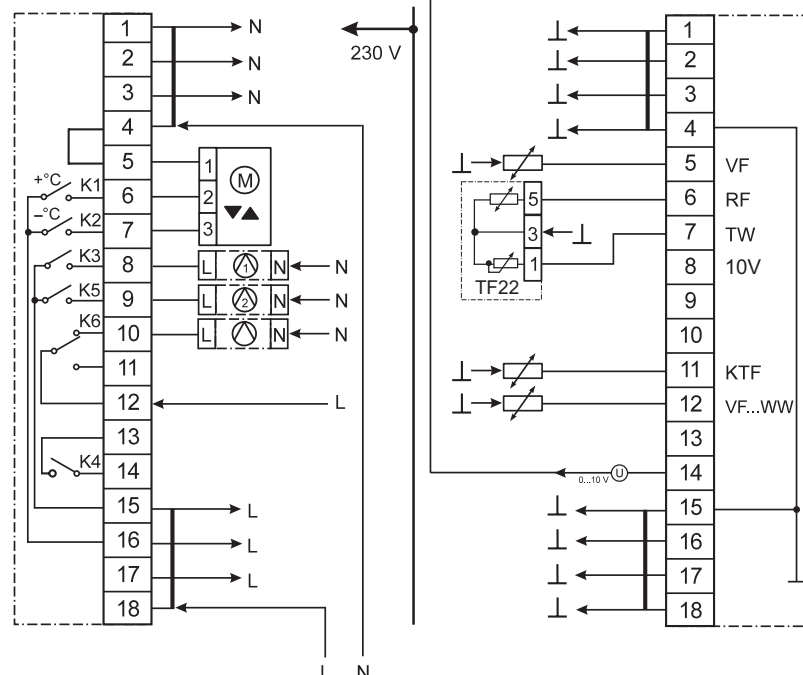 1 N
2 N
3 N
4
230 V
5 1
+°C K1 6 2 M
-°C K2 7 3
K3 8 L 1 N N
K5 9 L 2 N N
K6 10 L N N
11
12 L
13
K4 14
15 L
16 L
17 L
18
L N
1
2
3
4
5 VF
5 6 RF
3 7 TW
1 8 10V
TF22
9
10
11 KTF
12 VF...WW
13
0...10 V U 14
15
16
17
18